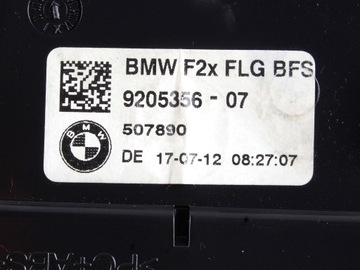 BMW F2x FLG BFS
9205356 - 07
507890
BMW
DE 17-07-12 08:27:07